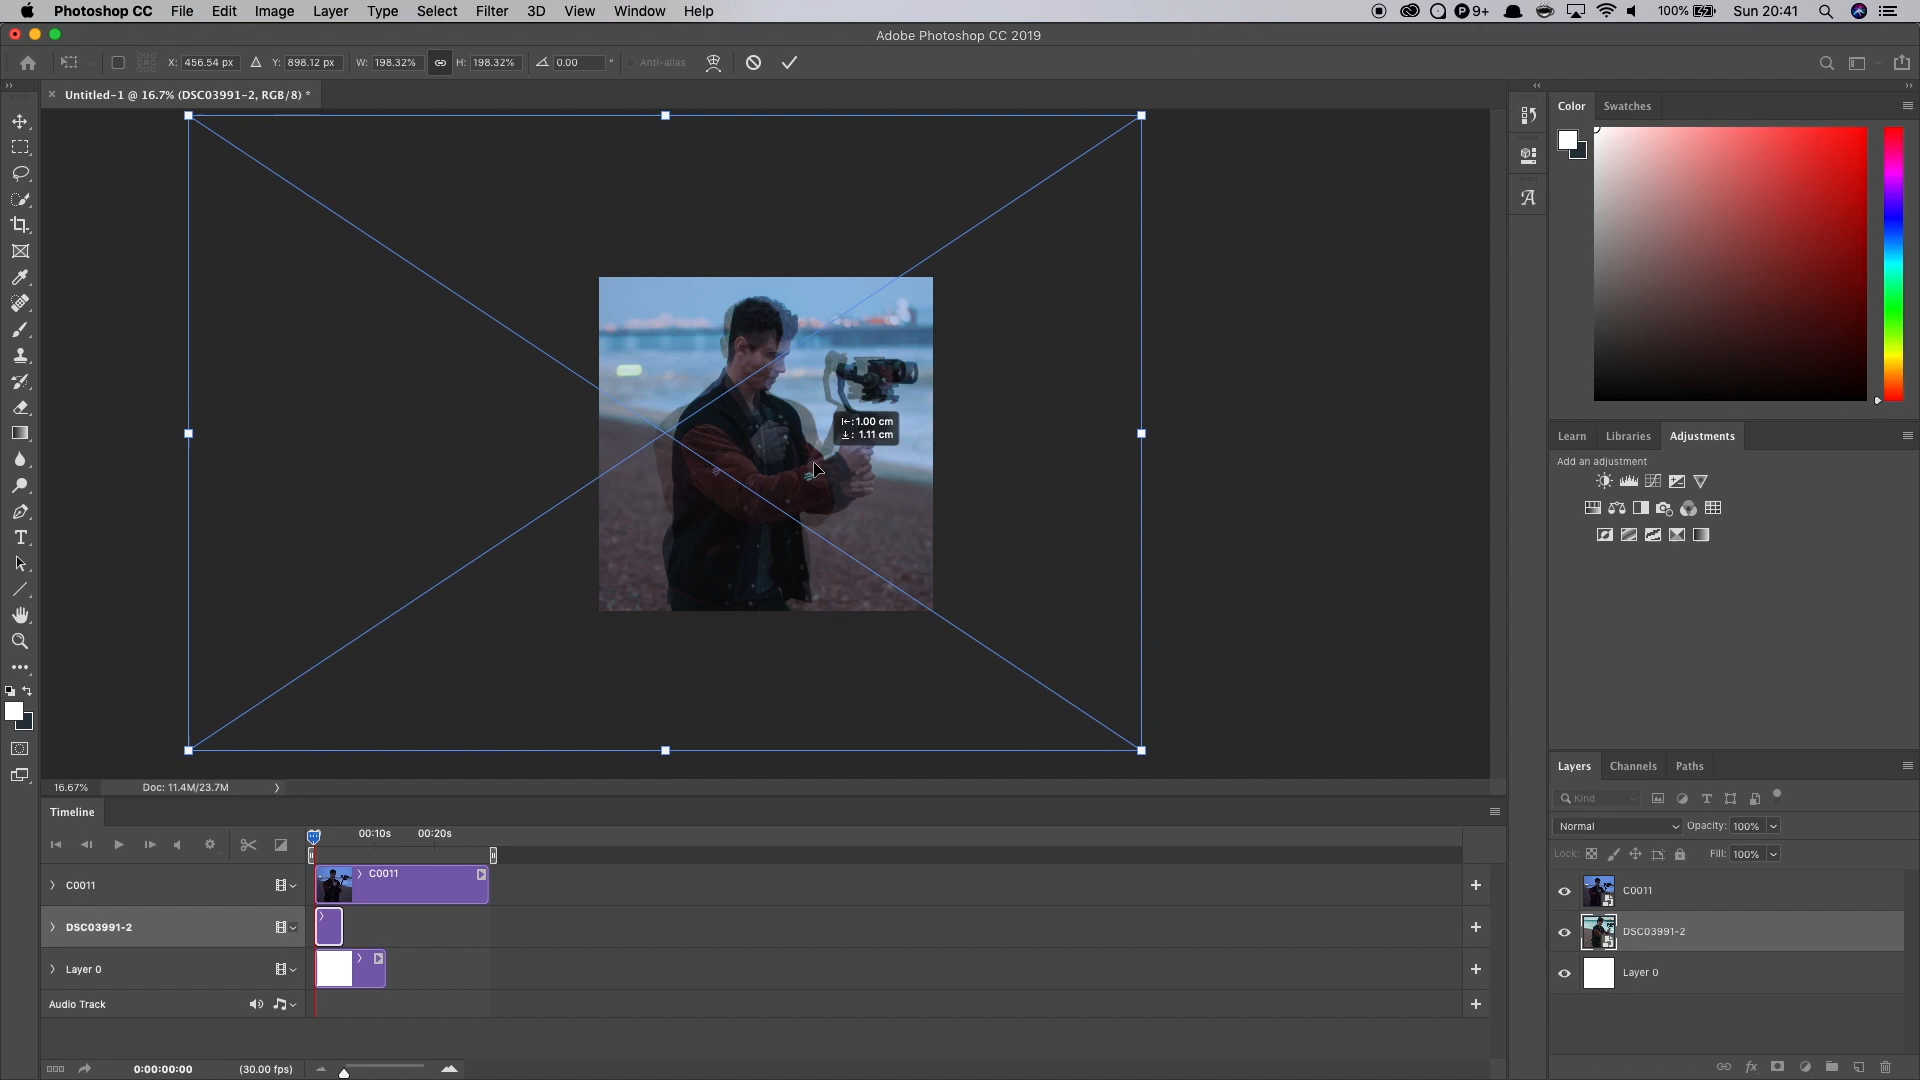 Photoshop CC File Edit Image Layer Type Select Filter 3D View Window Help 9+ 100% Sun 20:41
Adobe Photoshop CC 2019
X: 456.54 px Y: 898.12 px W: 198.32% H: 198.32% 0.00 ° Anti-alias
Untitled-1 @ 16.7% (DSC03991-2, RGB/8) *
Color Swatches
1.00 cm
1.11 cm
Learn Libraries Adjustments
Add an adjustment
Layers Channels Paths
Kind
Normal Opacity: 100%
Lock: Fill: 100%
C0011
DSC03991-2
Layer 0
16.67% Doc: 11.4M/23.7M
Timeline
00:10s 00:20s
C0011 C0011
DSC03991-2
Layer 0
Audio Track
0:00:00:00 (30.00 fps)